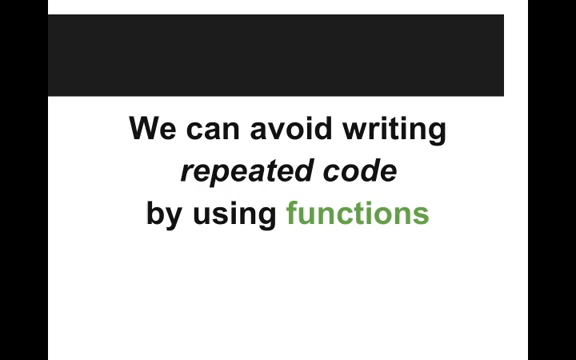 We can avoid writing
repeated code
by using functions